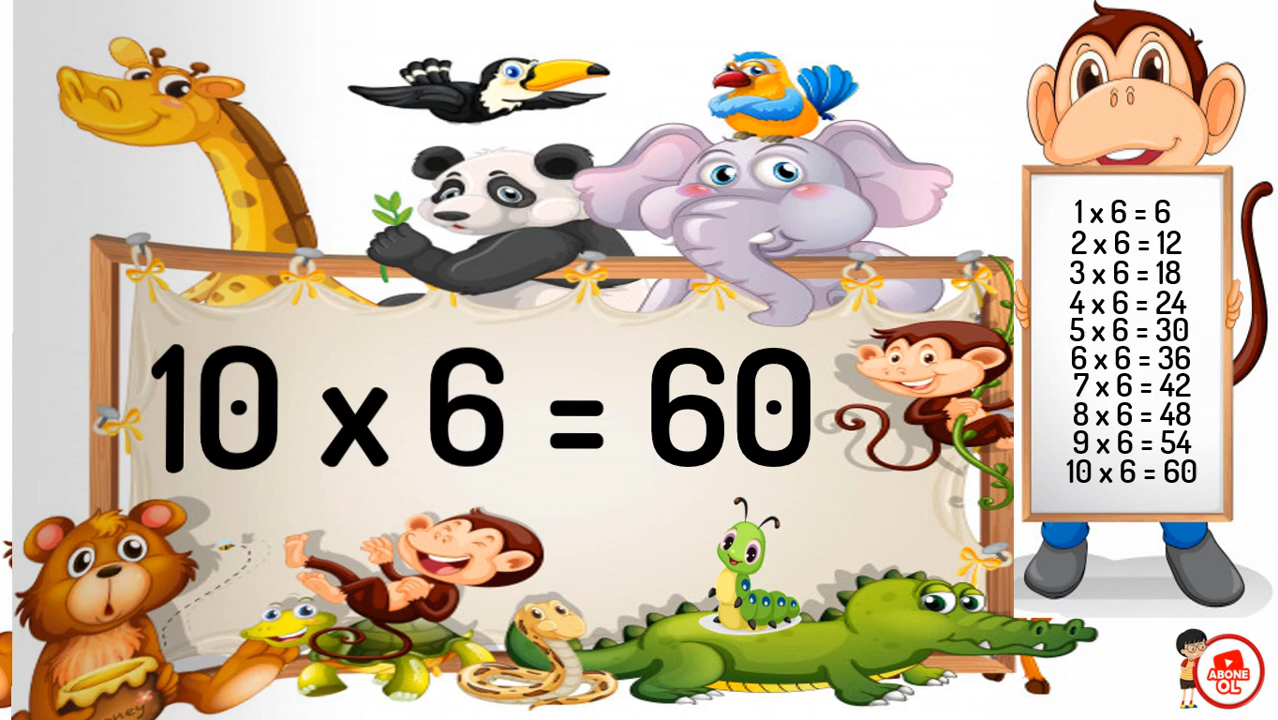 10 x 6 = 60
1 x 6 = 6
2 x 6 = 12
3 x 6 = 18
4 x 6 = 24
5 x 6 = 30
6 x 6 = 36
7 x 6 = 42
8 x 6 = 48
9 x 6 = 54
10 x 6 = 60
ABONE
OL